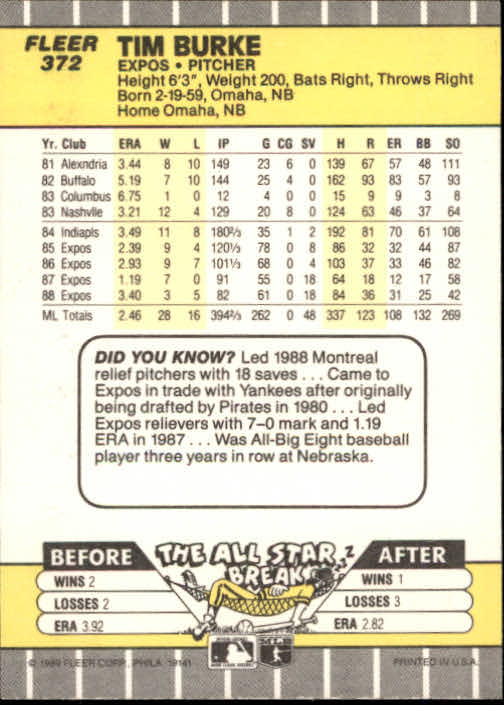 FLEER
372
TIM BURKE
EXPOS • PITCHER
Height 6'3", Weight 200, Bats Right, Throws Right
Born 2-19-59, Omaha, NB
Home Omaha, NB
Yr. Club ERA W L IP G CG SV H R ER BB SO
81 Alexndria 3.44 8 10 149 23 6 0 139 67 57 48 111
82 Buffalo 5.19 7 10 144 25 4 0 162 93 83 57 93
83 Columbus 6.75 1 0 12 4 0 0 15 9 9 3 8
83 Nashvlle 3.21 12 4 129 20 8 0 124 63 46 37 64
84 Indiapls 3.49 11 8 180⅔ 35 1 2 192 81 70 61 108
85 Expos 2.39 9 4 120⅓ 78 0 8 86 32 32 44 87
86 Expos 2.93 9 7 101⅓ 68 0 4 103 37 33 46 82
87 Expos 1.19 7 0 91 55 0 18 64 18 12 17 58
88 Expos 3.40 3 5 82 61 0 18 84 36 31 25 42
ML Totals 2.46 28 16 394⅔ 262 0 48 337 123 108 132 269
DID YOU KNOW? Led 1988 Montreal
relief pitchers with 18 saves . . . Came to
Expos in trade with Yankees after originally
being drafted by Pirates in 1980 . . . Led
Expos relievers with 7-0 mark and 1.19
ERA in 1987 . . . Was All-Big Eight baseball
player three years in row at Nebraska.
BEFORE
THE ALL STAR
BREAK
Z
AFTER
WINS 2
LOSSES 2
ERA 3.92
WINS 1
LOSSES 3
ERA 2.82
© 1989 FLEER CORP., PHILA. 19141
MLB
PRINTED IN U.S.A.